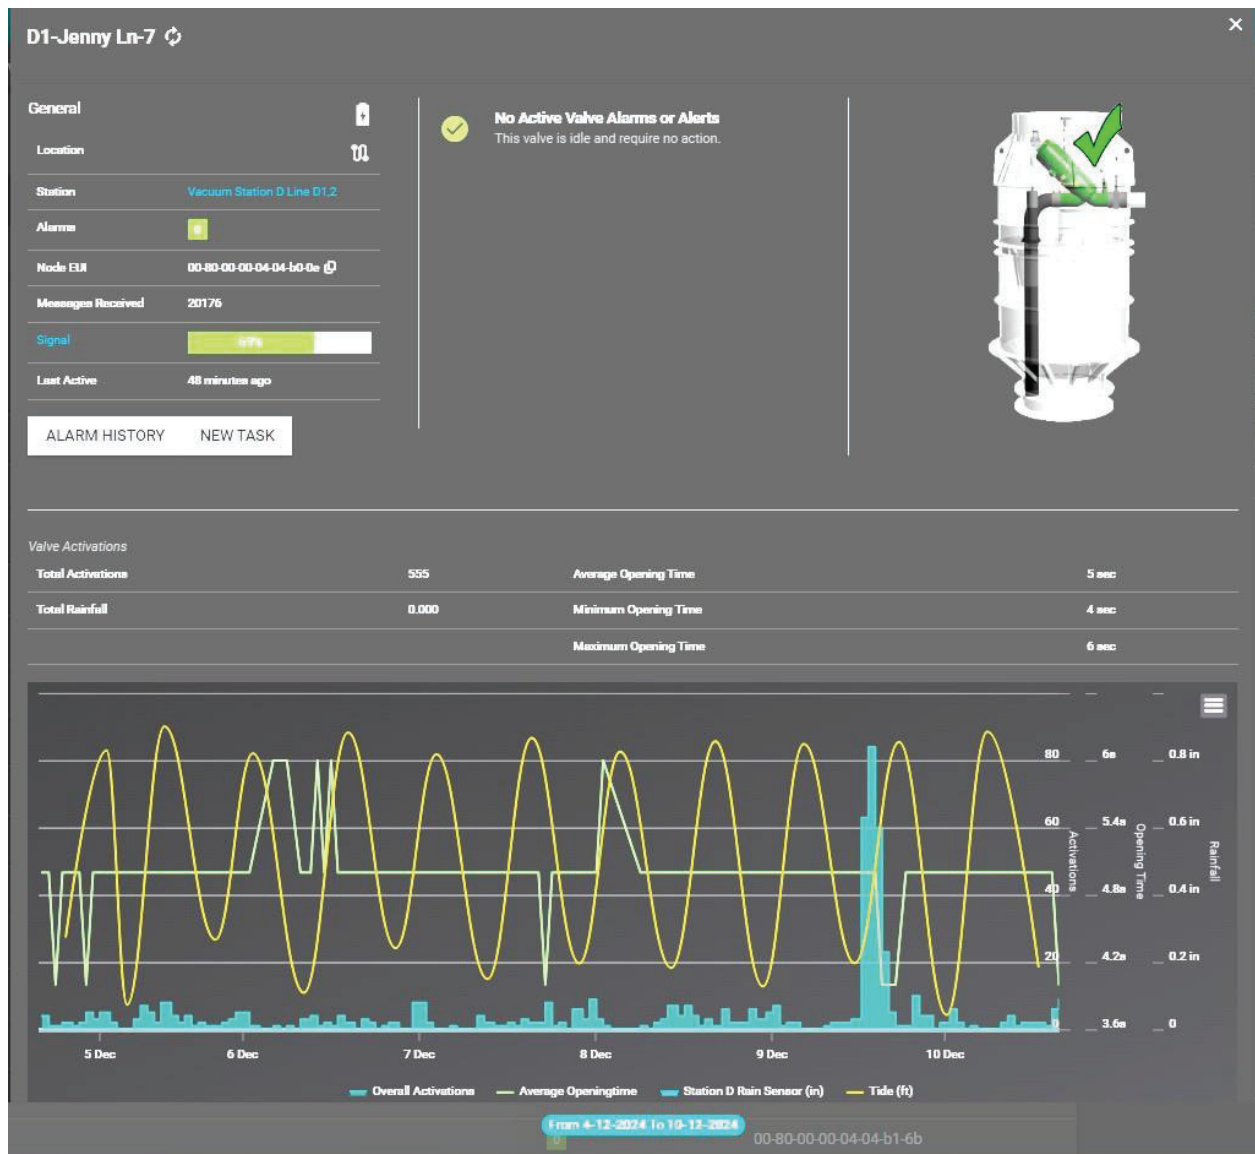 D1-Jenny Ln-7
General
Location
Station Vacuum Station D Line D1,2
Alarms 0
Node EUI 00-80-00-00-04-04-b0-0e
Messages Received 20176
Signal 69%
Last Active 48 minutes ago
ALARM HISTORY NEW TASK
No Active Valve Alarms or Alerts
This valve is idle and require no action.
Valve Activations
Total Activations 555 Average Opening Time 5 sec
Total Rainfall 0.000 Minimum Opening Time 4 sec
Maximum Opening Time 6 sec
80 6s 0.8 in
60 5.4s 0.6 in
40 4.8s 0.4 in
20 4.2s 0.2 in
0 3.6s 0
Activations
Opening Time
Rainfall
5 Dec 6 Dec 7 Dec 8 Dec 9 Dec 10 Dec
Overall Activations Average Openingtime Station D Rain Sensor (in) Tide (ft)
From 4-12-2024 To 10-12-2024
0 00-80-00-00-04-04-b1-6b